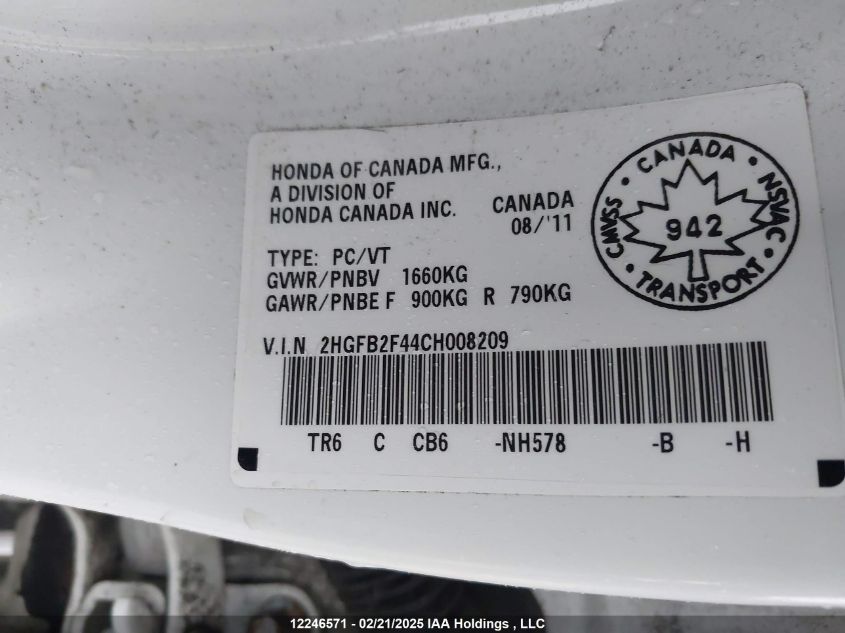 HONDA OF CANADA MFG.,
A DIVISION OF
HONDA CANADA INC. CANADA
08/'11
TYPE: PC/VT
GVWR/PNBV 1660KG
GAWR/PNBE F 900KG R 790KG
CANADA
CMVSS • 942 • NSVAC
TRANSPORT
V.I.N 2HGFB2F44CH008209
TR6 C CB6 -NH578 -B -H
12246571 - 02/21/2025 IAA Holdings , LLC